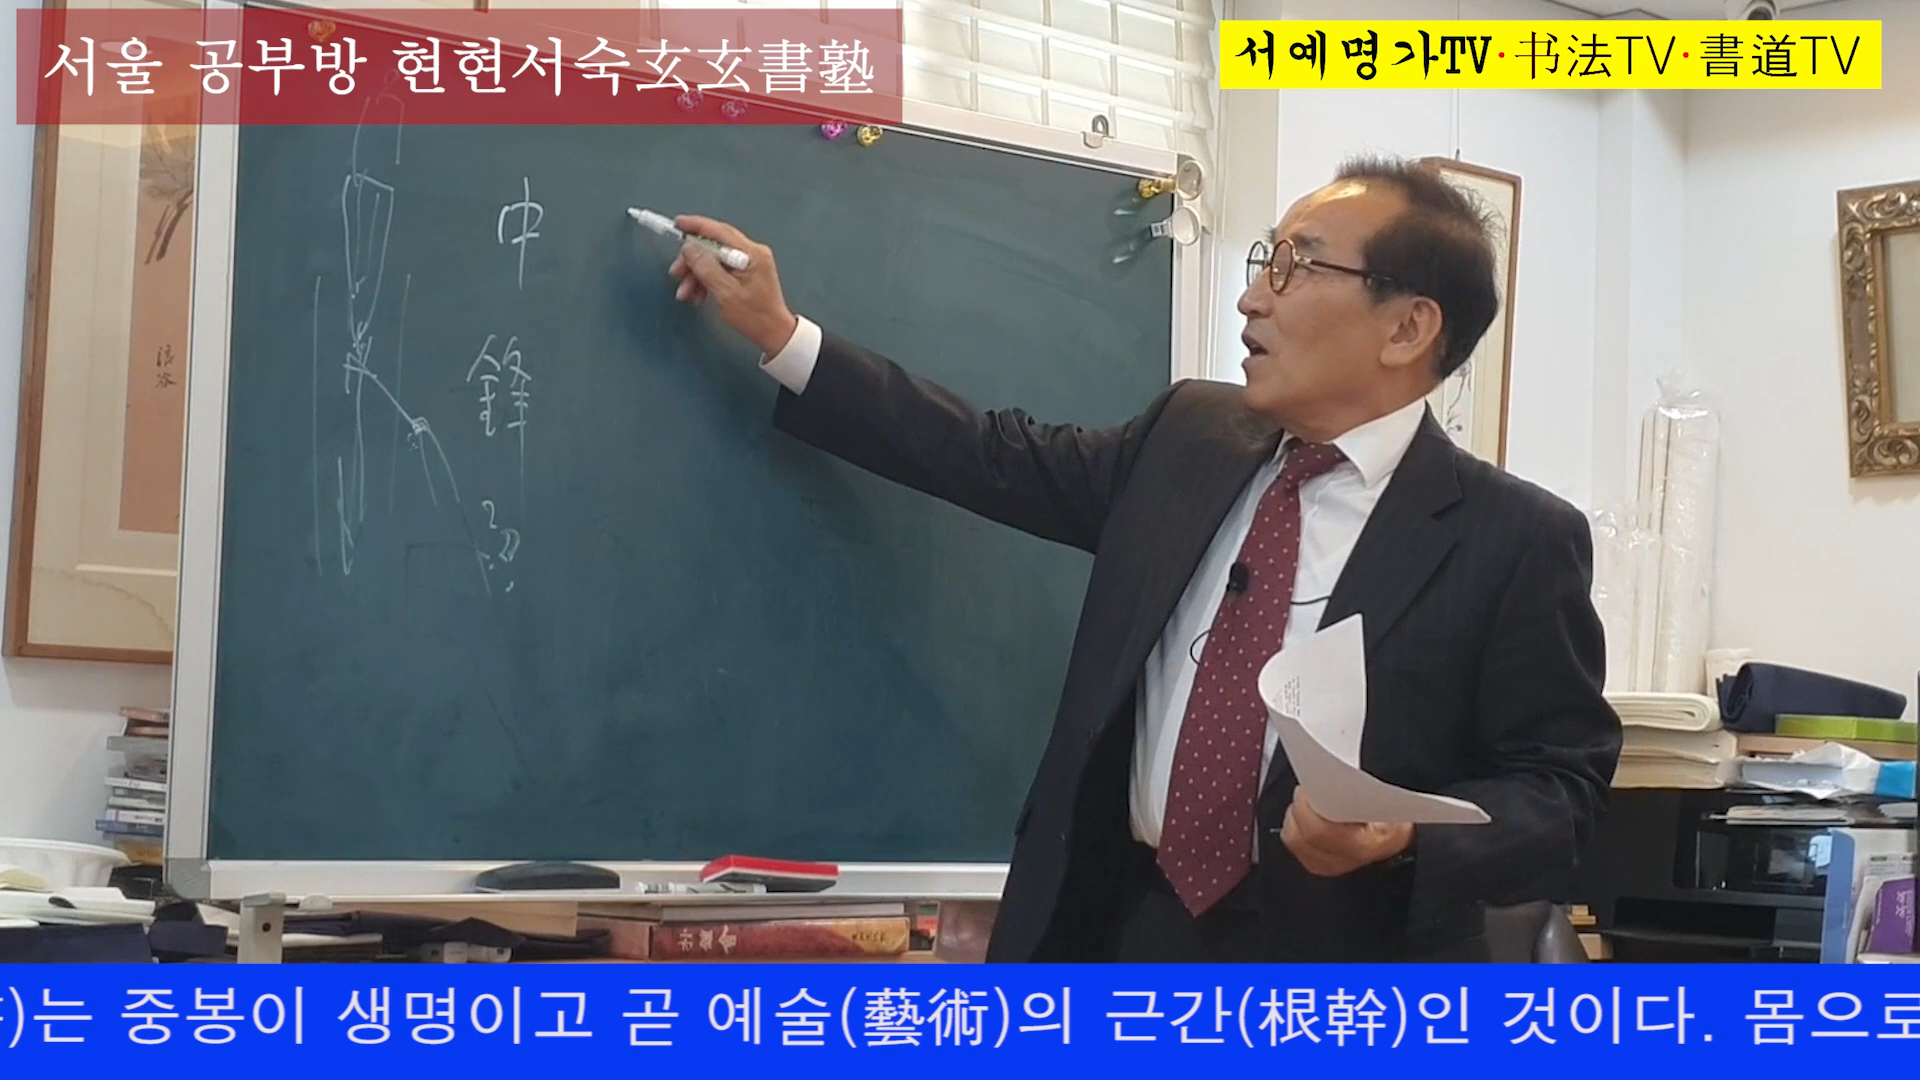 서울 공부방 현현서숙玄玄書塾
서예명가TV·书法TV·書道TV
中
鋒
)는 중봉이 생명이고 곧 예술(藝術)의 근간(根幹)인 것이다. 몸으로